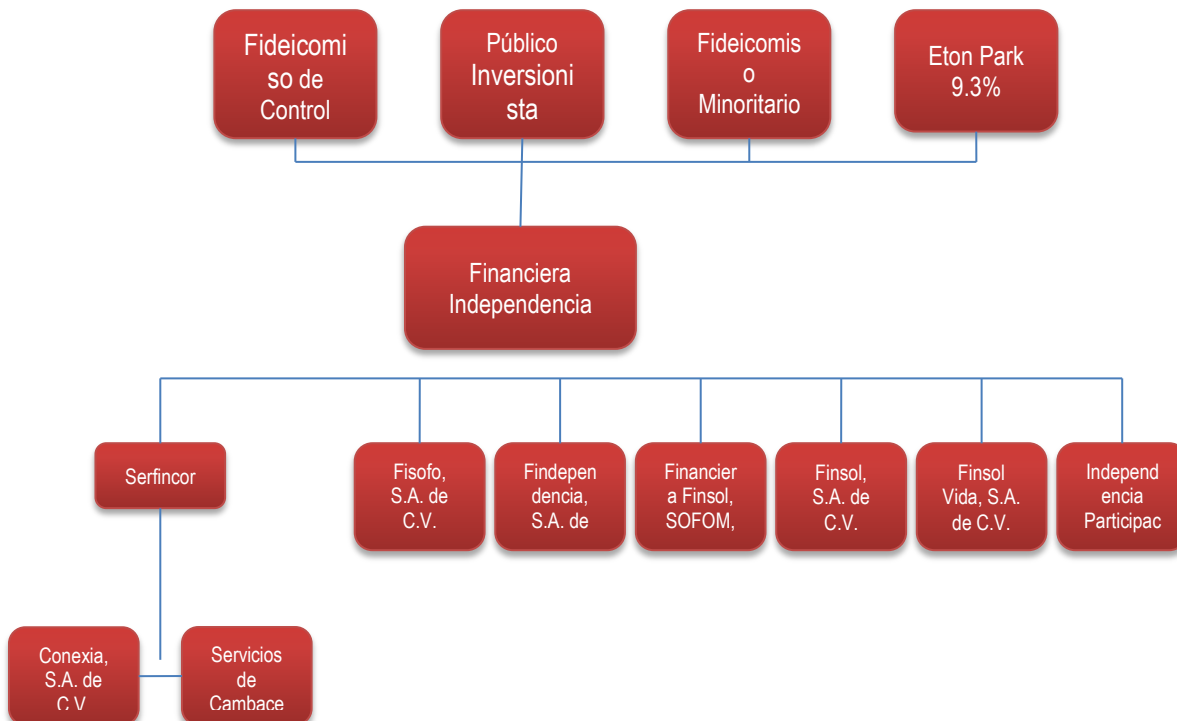 Fideicomi
so de
Control
Público
Inversioni
sta
Fideicomis
o
Minoritario
Eton Park
9.3%
Financiera
Independencia
Serfincor
Fisofo,
S.A. de
C.V.
Findepen
dencia,
S.A. de
Financier
a Finsol,
SOFOM,
Finsol,
S.A. de
C.V.
Finsol
Vida, S.A.
de C.V.
Independ
encia
Participac
Conexia,
S.A. de
C.V
Servicios
de
Cambace